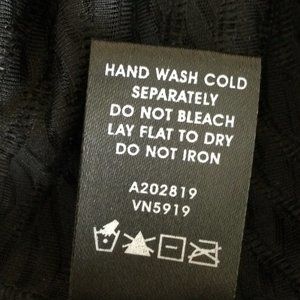 HAND WASH COLD
SEPARATELY
DO NOT BLEACH
LAY FLAT TO DRY
DO NOT IRON
A202819
VN5919